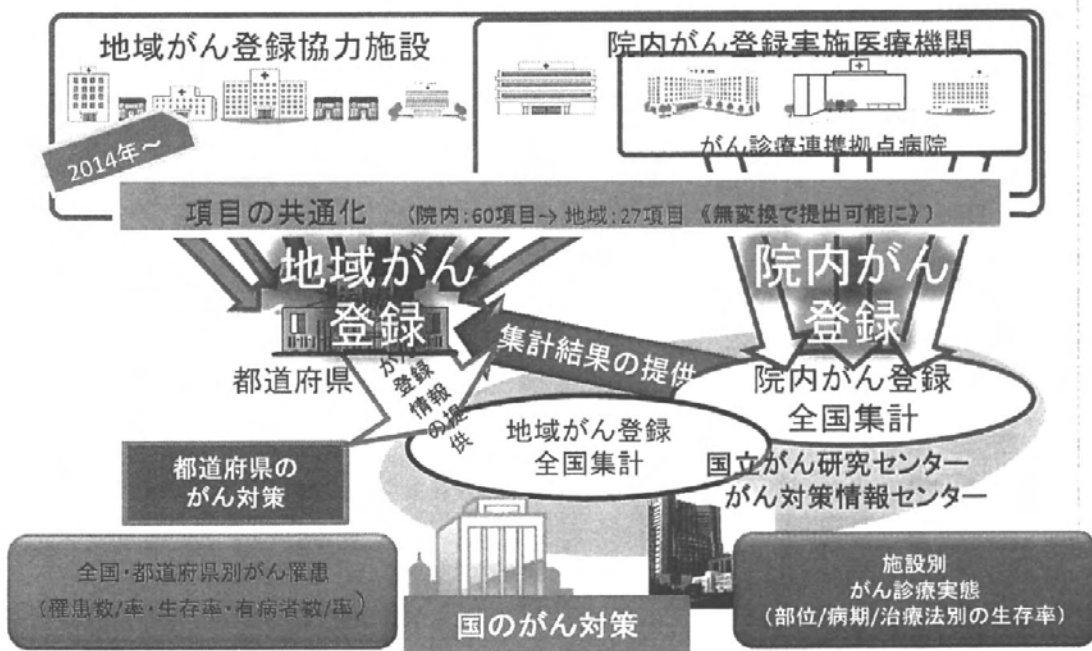 地域がん登録協力施設
院内がん登録実施医療機関
がん診療連携拠点病院
2014年～
項目の共通化 (院内:60項目→ 地域:27項目 《無変換で提出可能に》)
地域がん
登録
院内がん
登録
集計結果の提供
都道府県
がん
登録
情報
の提
供
院内がん登録
全国集計
地域がん登録
全国集計
国立がん研究センター
がん対策情報センター
都道府県の
がん対策
全国・都道府県別がん罹患
(罹患数/率・生存率・有病者数/率)
国のがん対策
施設別
がん診療実態
(部位/病期/治療法別の生存率)